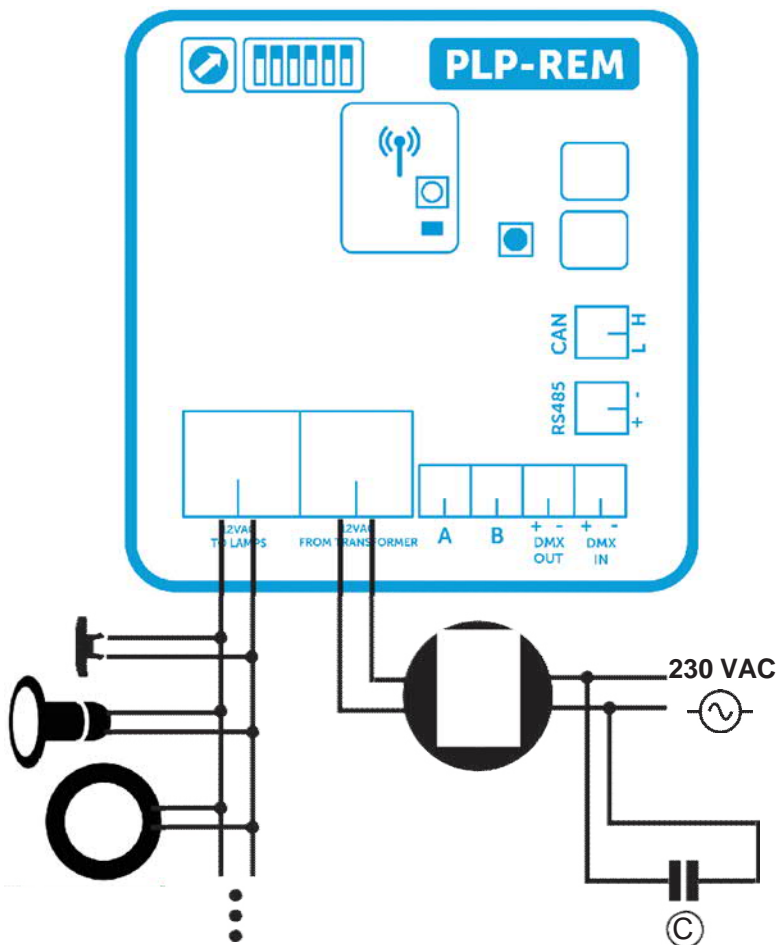 PLP-REM
CAN
H
L
RS485
-
+
12VAC
TO LAMPS
12VAC
FROM TRANSFORMER
A
B
+ -
DMX
OUT
+ -
DMX
IN
230 VAC
C